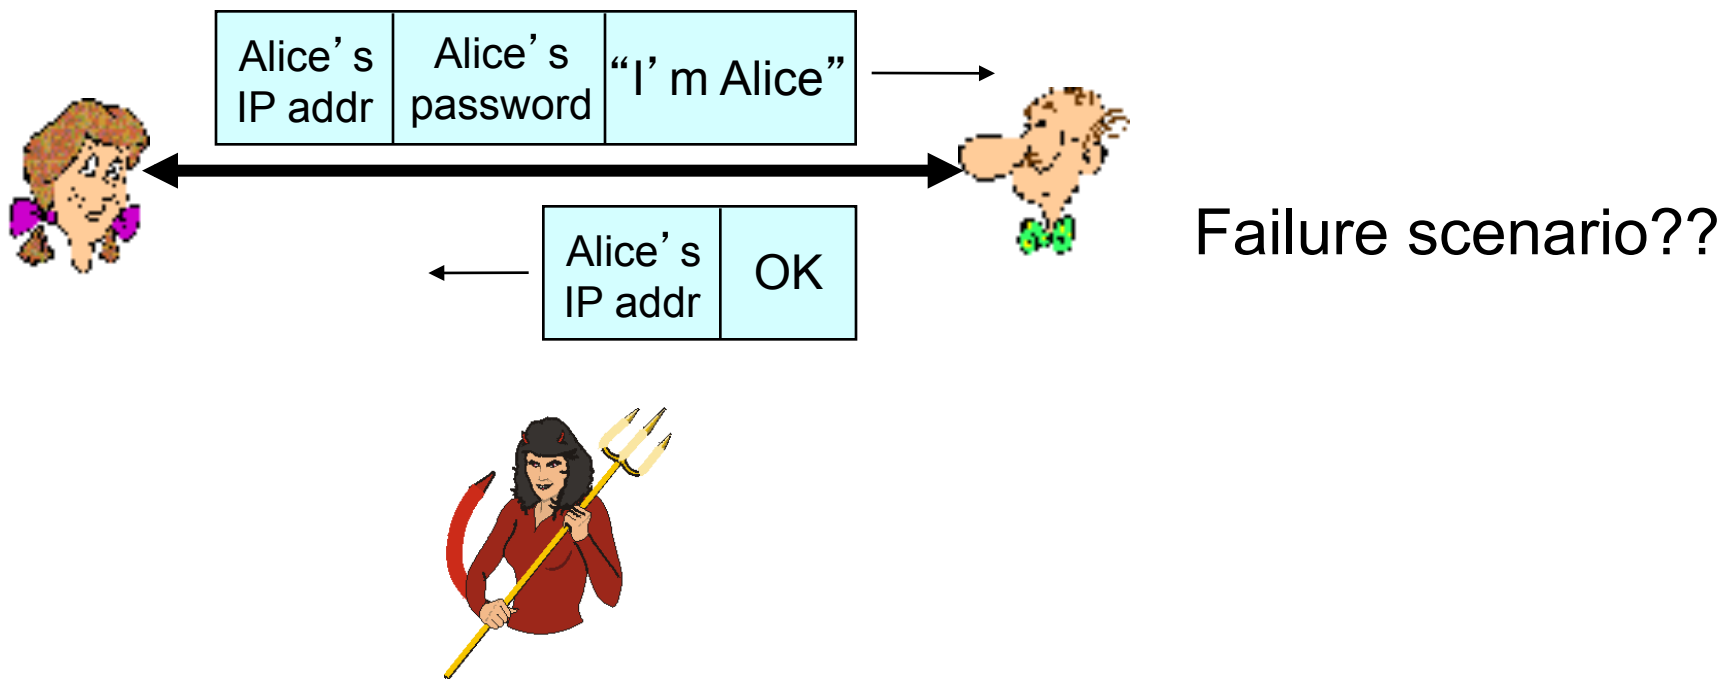 Alice’s
IP addr
Alice’s
password
“I’m Alice”
Alice’s
IP addr
OK
Failure scenario??